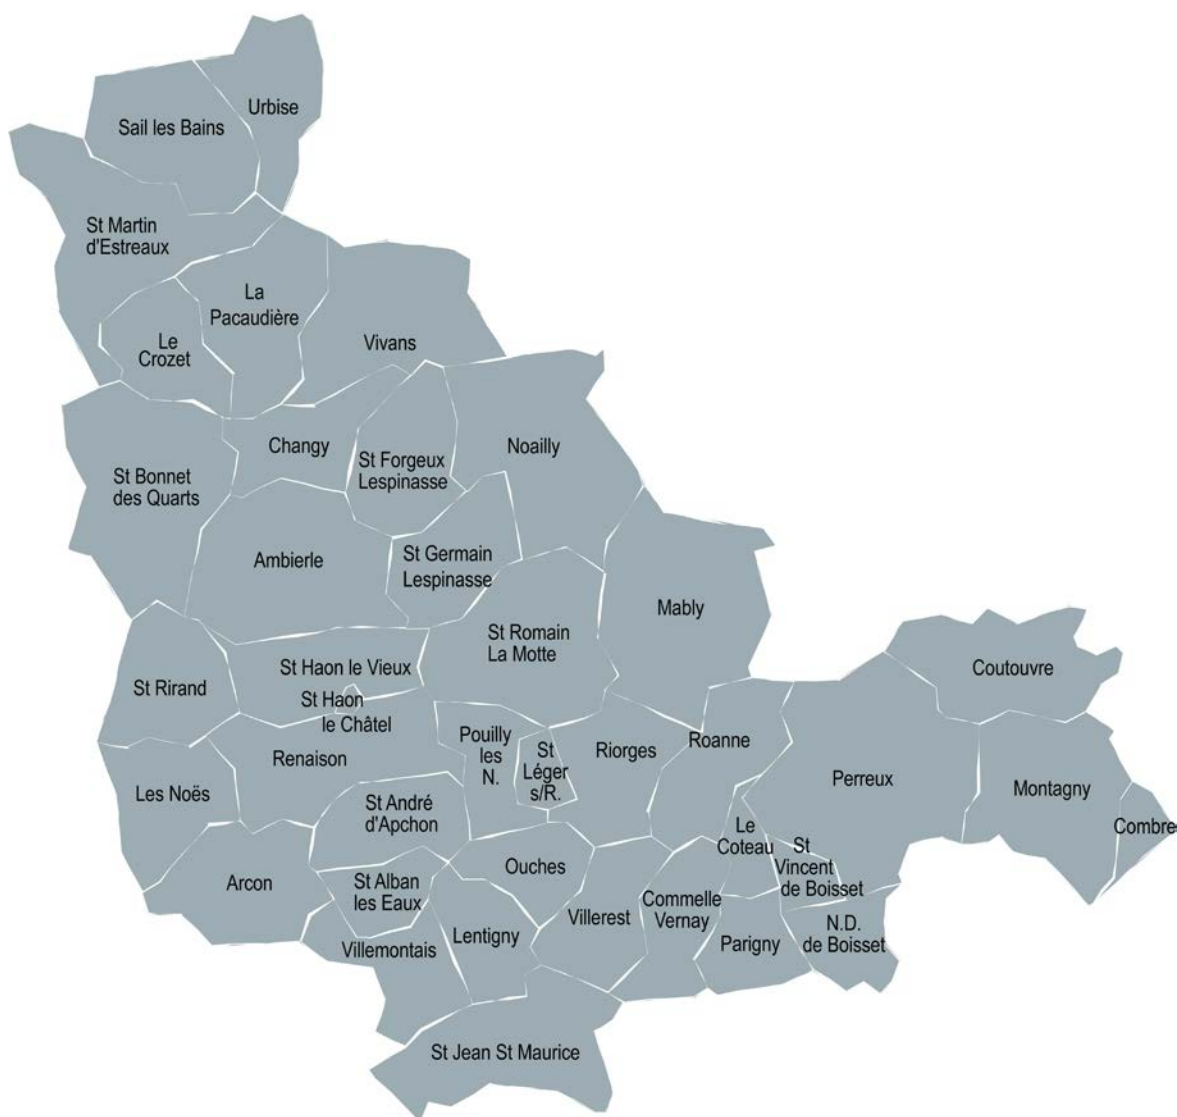 Urbise
Sail les Bains
St Martin
d'Estreaux
La
Pacaudière
Le
Crozet
Vivans
Changy
St Forgeux
Lespinasse
Noailly
St Bonnet
des Quarts
Ambierle
St Germain
Lespinasse
Mably
St Romain
La Motte
St Haon le Vieux
St Rirand
St Haon
le Châtel
Coutouvre
Renaison
Pouilly
les
N.
St
Léger
s/R.
Riorges
Roanne
Perreux
Montagny
Les Noës
St André
d'Apchon
Le
Coteau
St
Vincent
de Boisset
Combre
Ouches
Arcon
St Alban
les Eaux
Villerest
Commelle
Vernay
Lentigny
Villemontais
Parigny
N.D.
de Boisset
St Jean St Maurice